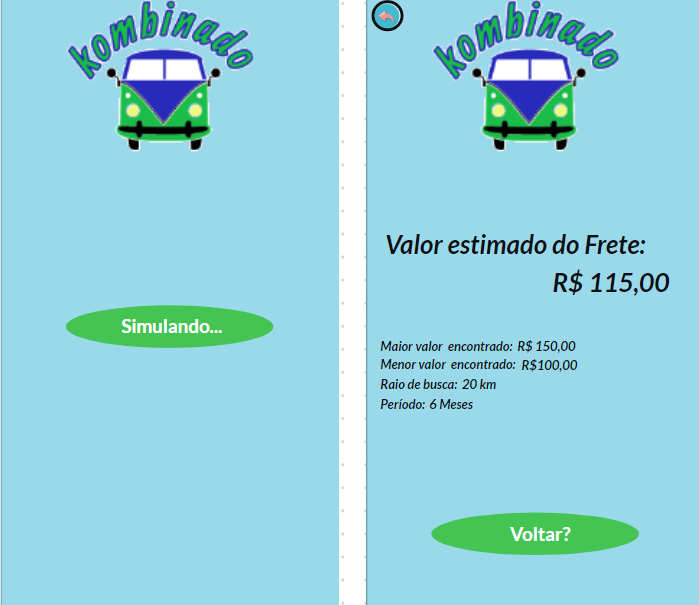 kombinado
Simulando...
kombinado
Valor estimado do Frete:
R$ 115,00
Maior valor encontrado: R$ 150,00
Menor valor encontrado: R$100,00
Raio de busca: 20 km
Período: 6 Meses
Voltar?